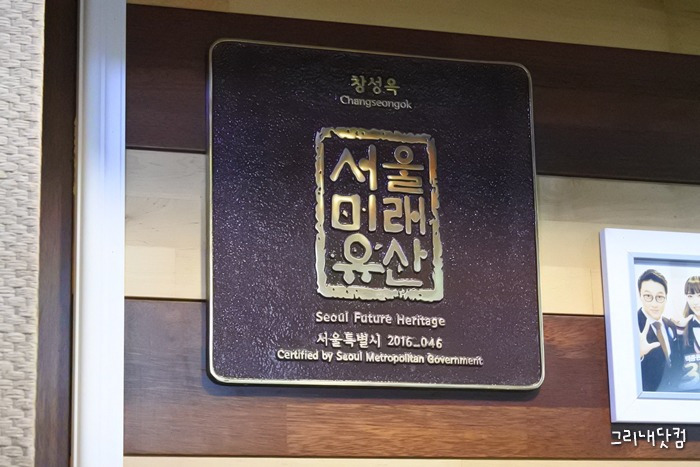 창성옥
Changseongok
서울
미래
유산
Seoul Future Heritage
서울특별시 2016_046
Certified by Seoul Metropolitan Government
그리내닷컴